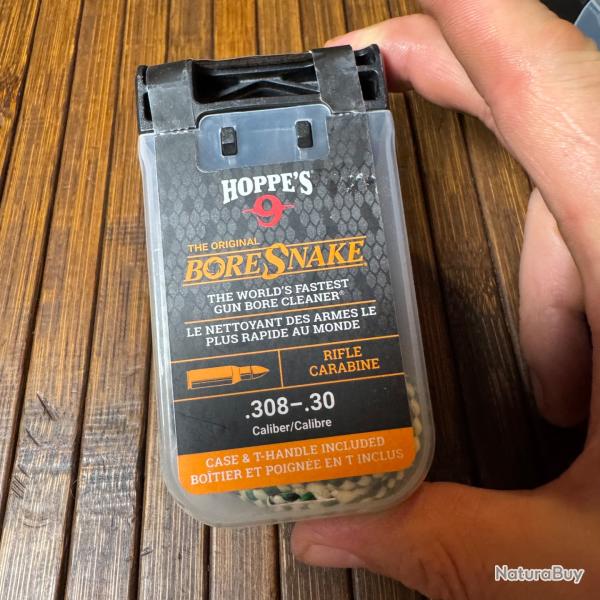 HOPPE'S
9
THE ORIGINAL
BORESNAKE
THE WORLD'S FASTEST
GUN BORE CLEANER®
LE NETTOYANT DES ARMES LE
PLUS RAPIDE AU MONDE
RIFLE
CARABINE
.308–.30
Caliber/Calibre
CASE & T-HANDLE INCLUDED
BOÎTIER ET POIGNÉE EN T INCLUS
NaturaBuy